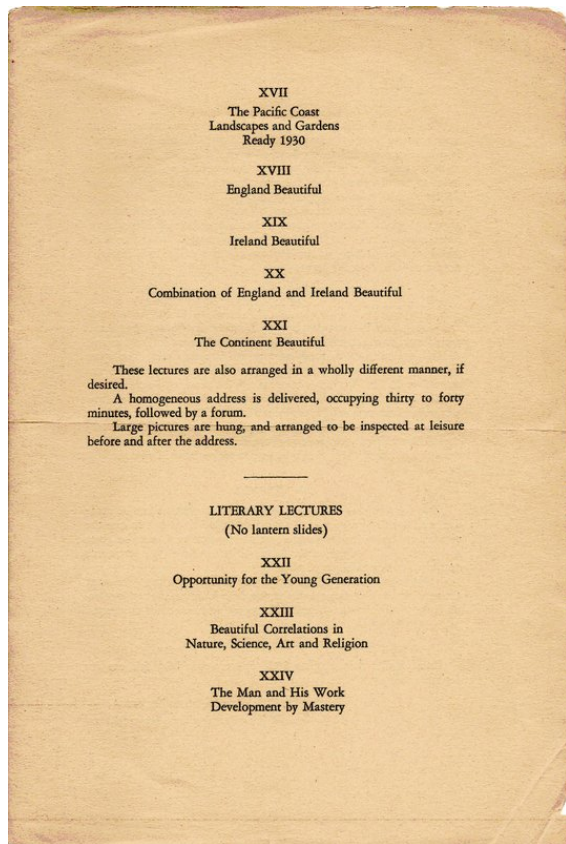 XVII
The Pacific Coast
Landscapes and Gardens
Ready 1930
XVIII
England Beautiful
XIX
Ireland Beautiful
XX
Combination of England and Ireland Beautiful
XXI
The Continent Beautiful
These lectures are also arranged in a wholly different manner, if
desired.
A homogeneous address is delivered, occupying thirty to forty
minutes, followed by a forum.
Large pictures are hung, and arranged to be inspected at leisure
before and after the address.
LITERARY LECTURES
(No lantern slides)
XXII
Opportunity for the Young Generation
XXIII
Beautiful Correlations in
Nature, Science, Art and Religion
XXIV
The Man and His Work
Development by Mastery